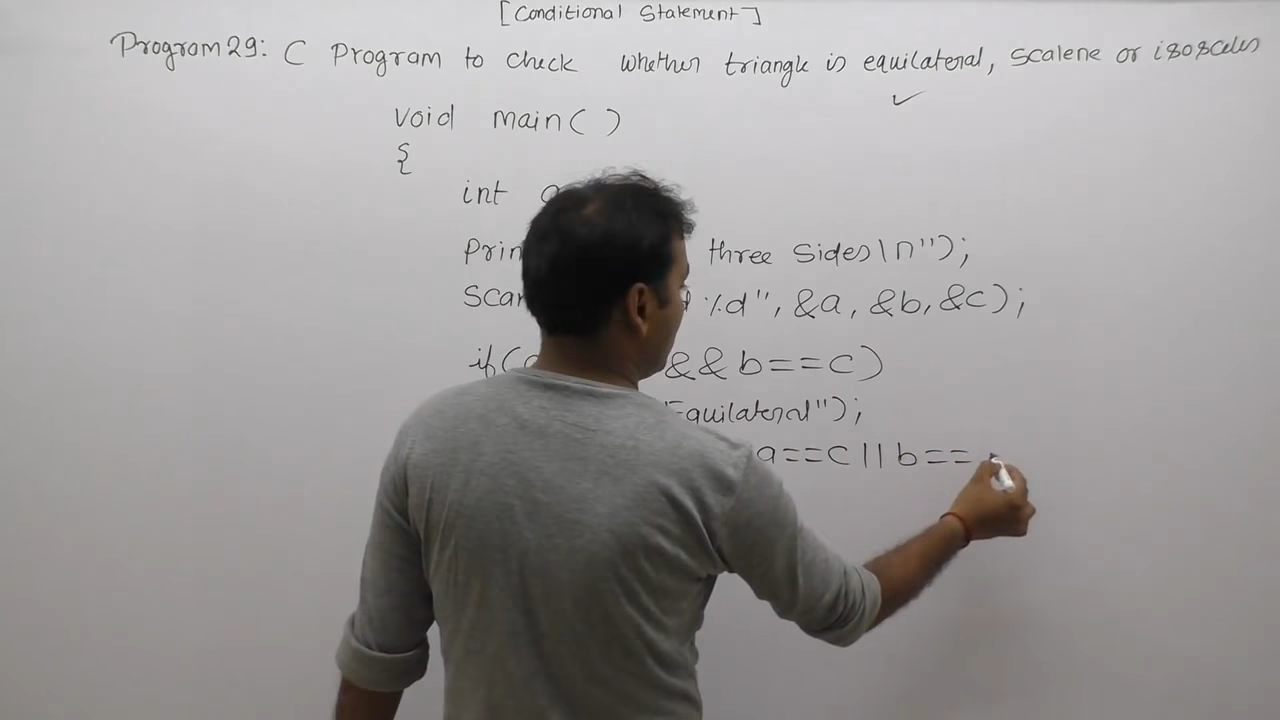 [Conditional Statement]
Program 29: C Program to check whether triangle is equilateral, scalene or isosceles
void main( )
{
int
three sides\n");
%d", &a, &b, &c);
if( &&b==c)
Equilateral");
a==c||b==